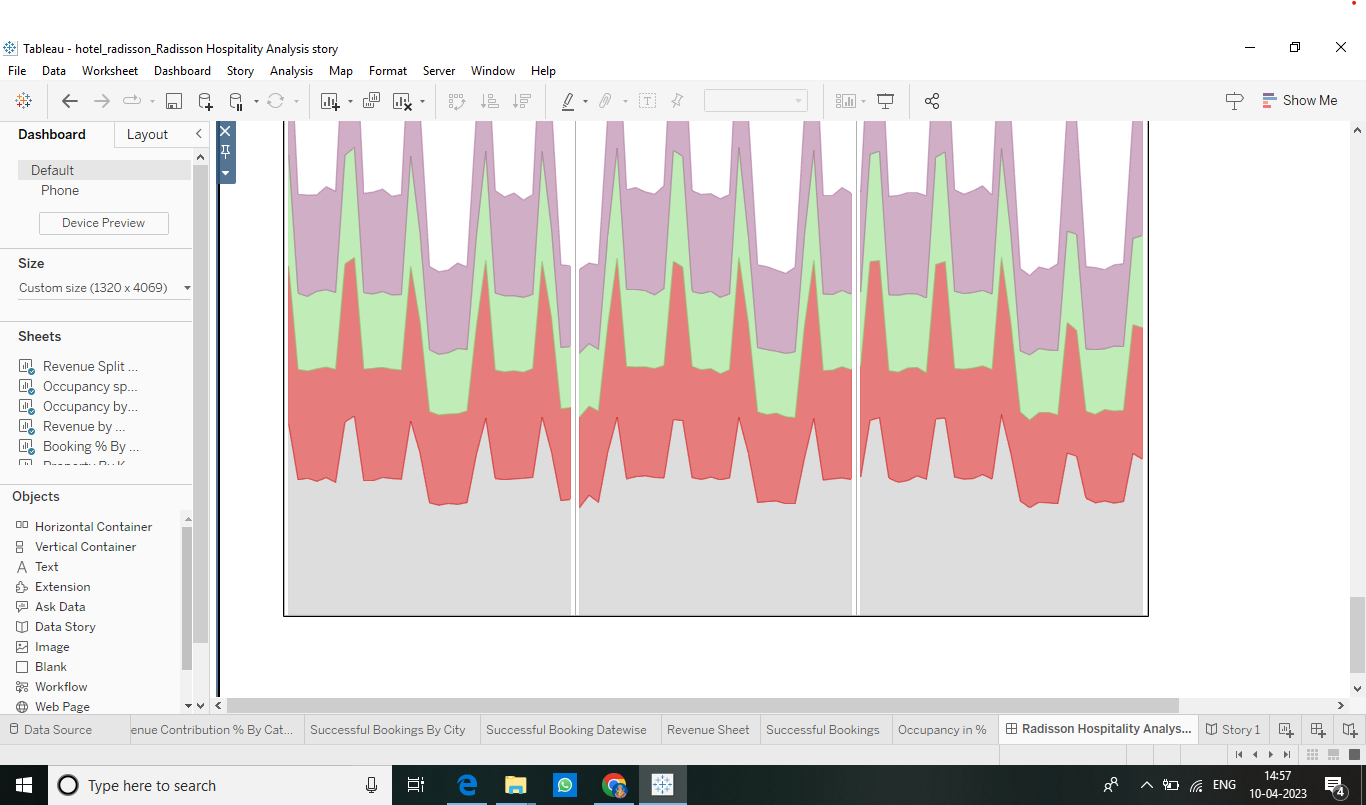 Tableau - hotel_radisson_Radisson Hospitality Analysis story
File Data Worksheet Dashboard Story Analysis Map Format Server Window Help
Show Me
Dashboard Layout
Default
Phone
Device Preview
Size
Custom size (1320 x 4069)
Sheets
Revenue Split ...
Occupancy sp...
Occupancy by...
Revenue by ...
Booking % By ...
Objects
Horizontal Container
Vertical Container
Text
Extension
Ask Data
Data Story
Image
Blank
Workflow
Web Page
Data Source enue Contribution % By Cat... Successful Bookings By City Successful Booking Datewise Revenue Sheet Successful Bookings Occupancy in % Radisson Hospitality Analys... Story 1
Type here to search
ENG
14:57
10-04-2023
4